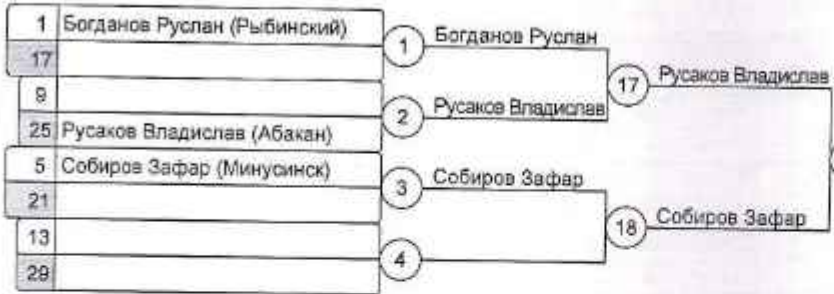 1 Богданов Руслан (Рыбинский)
17
1 Богданов Руслан
9
25 Русаков Владислав (Абакан)
2 Русаков Владислав
17 Русаков Владислав
5 Собиров Зафар (Минусинск)
21
3 Собиров Зафар
13
29
4
18 Собиров Зафар